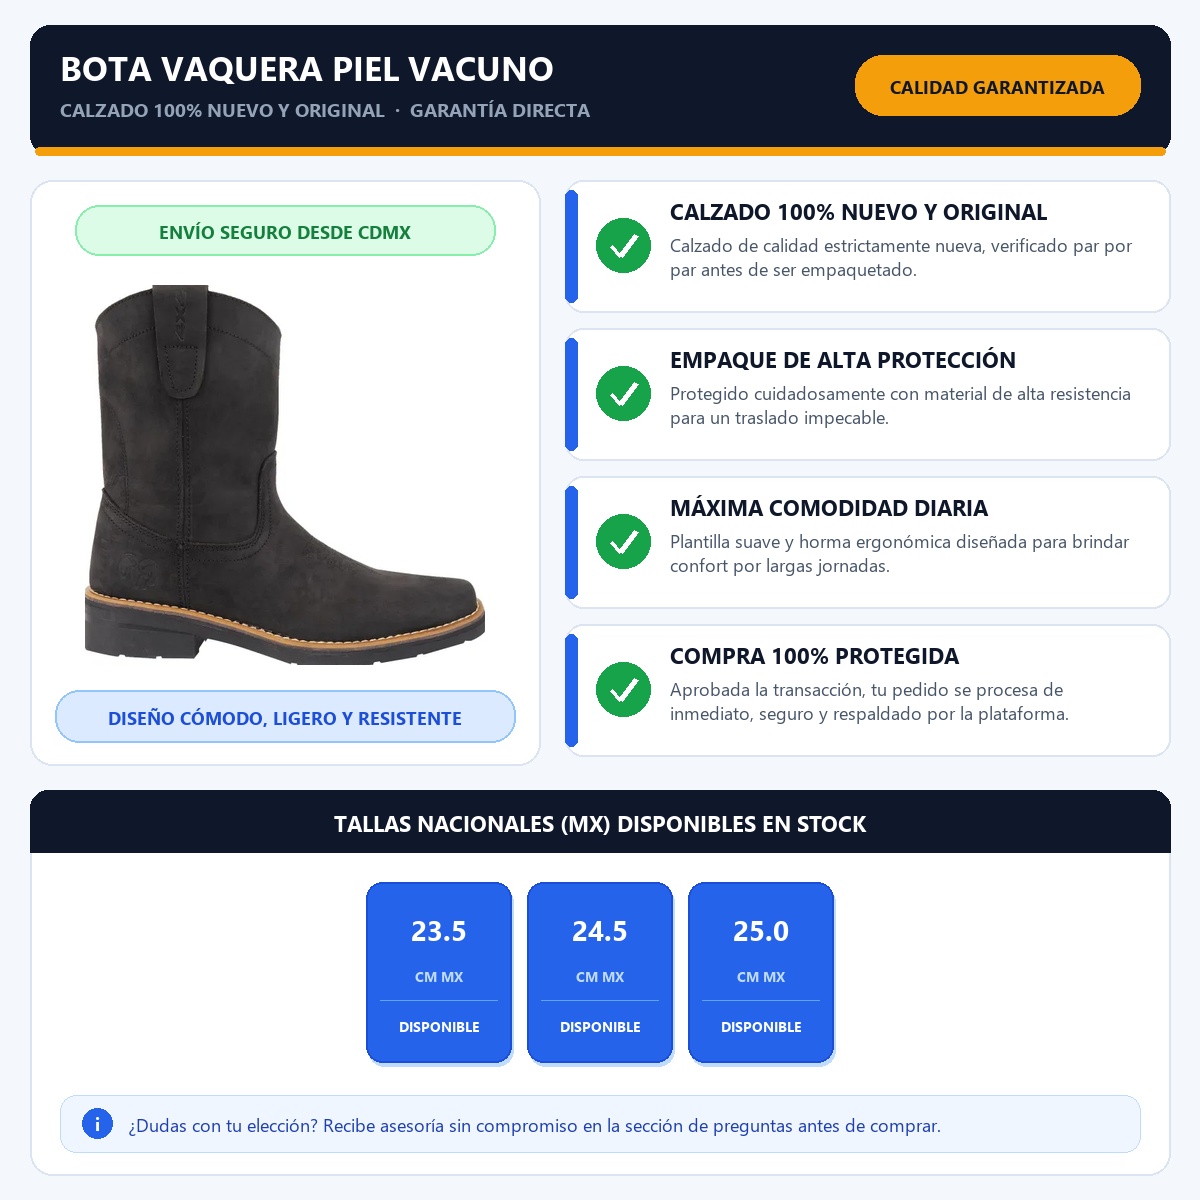 BOTA VAQUERA PIEL VACUNO
CALZADO 100% NUEVO Y ORIGINAL · GARANTÍA DIRECTA
CALIDAD GARANTIZADA
ENVÍO SEGURO DESDE CDMX
DISEÑO CÓMODO, LIGERO Y RESISTENTE
CALZADO 100% NUEVO Y ORIGINAL
Calzado de calidad estrictamente nueva, verificado par por
par antes de ser empaquetado.
EMPAQUE DE ALTA PROTECCIÓN
Protegido cuidadosamente con material de alta resistencia
para un traslado impecable.
MÁXIMA COMODIDAD DIARIA
Plantilla suave y horma ergonómica diseñada para brindar
confort por largas jornadas.
COMPRA 100% PROTEGIDA
Aprobada la transacción, tu pedido se procesa de
inmediato, seguro y respaldado por la plataforma.
TALLAS NACIONALES (MX) DISPONIBLES EN STOCK
23.5
CM MX
DISPONIBLE
24.5
CM MX
DISPONIBLE
25.0
CM MX
DISPONIBLE
¿Dudas con tu elección? Recibe asesoría sin compromiso en la sección de preguntas antes de comprar.